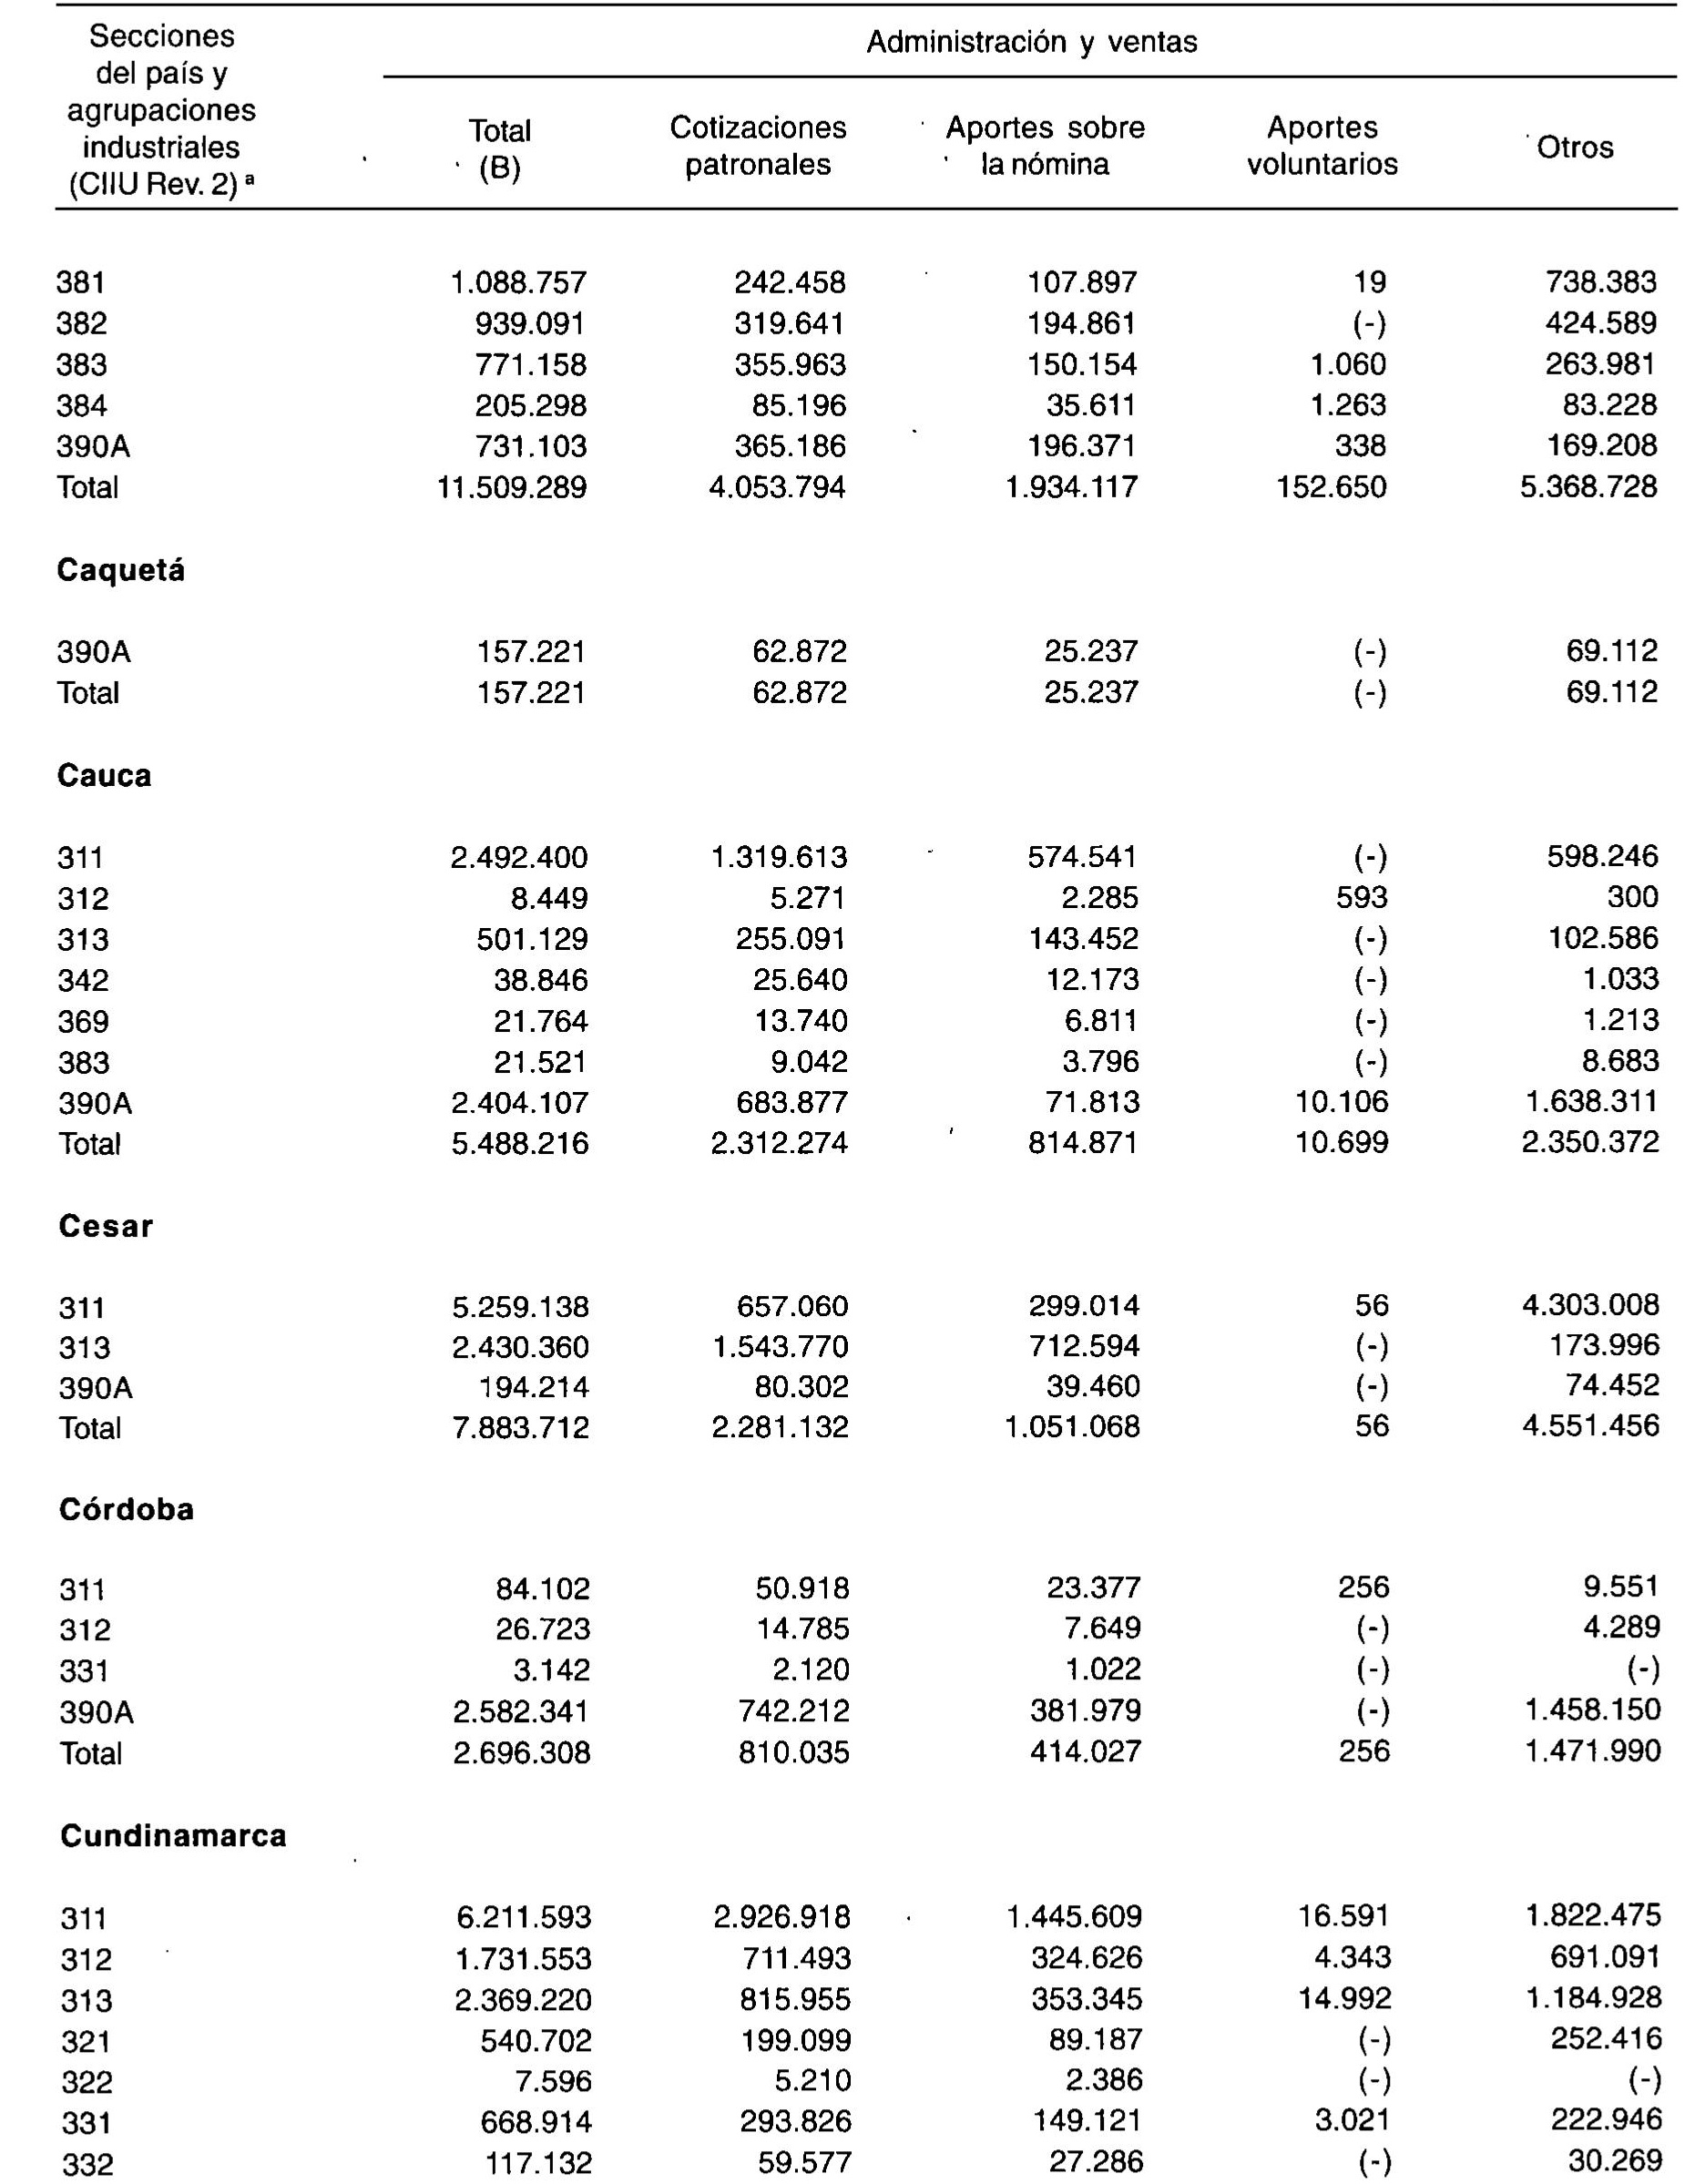 Secciones
del país y
agrupaciones
industriales
(CIIU Rev. 2) a
Administración y ventas
Total
(B)
Cotizaciones
patronales
Aportes sobre
la nómina
Aportes
voluntarios
Otros
381 1.088.757 242.458 107.897 19 738.383
382 939.091 319.641 194.861 (-) 424.589
383 771.158 355.963 150.154 1.060 263.981
384 205.298 85.196 35.611 1.263 83.228
390A 731.103 365.186 196.371 338 169.208
Total 11.509.289 4.053.794 1.934.117 152.650 5.368.728
Caquetá
390A 157.221 62.872 25.237 (-) 69.112
Total 157.221 62.872 25.237 (-) 69.112
Cauca
311 2.492.400 1.319.613 574.541 (-) 598.246
312 8.449 5.271 2.285 593 300
313 501.129 255.091 143.452 (-) 102.586
342 38.846 25.640 12.173 (-) 1.033
369 21.764 13.740 6.811 (-) 1.213
383 21.521 9.042 3.796 (-) 8.683
390A 2.404.107 683.877 71.813 10.106 1.638.311
Total 5.488.216 2.312.274 814.871 10.699 2.350.372
Cesar
311 5.259.138 657.060 299.014 56 4.303.008
313 2.430.360 1.543.770 712.594 (-) 173.996
390A 194.214 80.302 39.460 (-) 74.452
Total 7.883.712 2.281.132 1.051.068 56 4.551.456
Córdoba
311 84.102 50.918 23.377 256 9.551
312 26.723 14.785 7.649 (-) 4.289
331 3.142 2.120 1.022 (-) (-)
390A 2.582.341 742.212 381.979 (-) 1.458.150
Total 2.696.308 810.035 414.027 256 1.471.990
Cundinamarca
311 6.211.593 2.926.918 1.445.609 16.591 1.822.475
312 1.731.553 711.493 324.626 4.343 691.091
313 2.369.220 815.955 353.345 14.992 1.184.928
321 540.702 199.099 89.187 (-) 252.416
322 7.596 5.210 2.386 (-) (-)
331 668.914 293.826 149.121 3.021 222.946
332 117.132 59.577 27.286 (-) 30.269